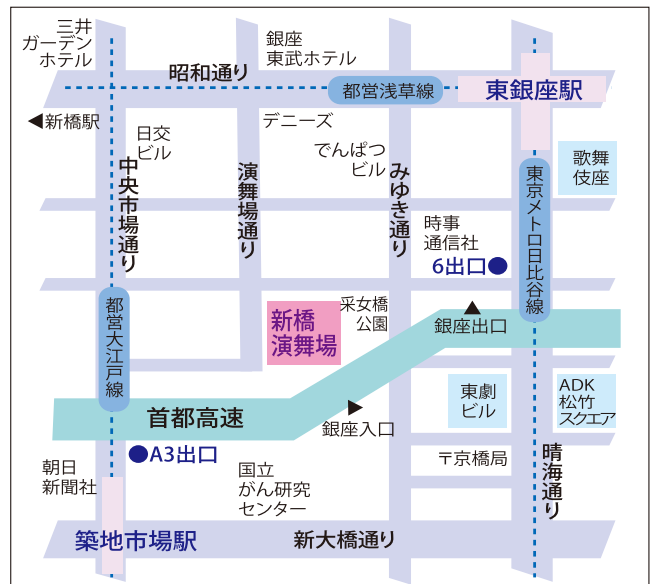 三井
ガーデン
ホテル
昭和通り
銀座
東武ホテル
都営浅草線
東銀座駅
◀新橋駅
日交
ビル
デニーズ
でんぱつ
ビル
歌舞
伎座
中央市場通り
演舞場通り
みゆき通り
東京メトロ日比谷線
時事
通信社
6出口●
都営大江戸線
新橋
演舞場
采女橋
公園
▲
銀座出口
首都高速
▶
銀座入口
東劇
ビル
ADK
松竹
スクエア
●A3出口
朝日
新聞社
国立
がん研究
センター
〒京橋局
晴海通り
築地市場駅
新大橋通り